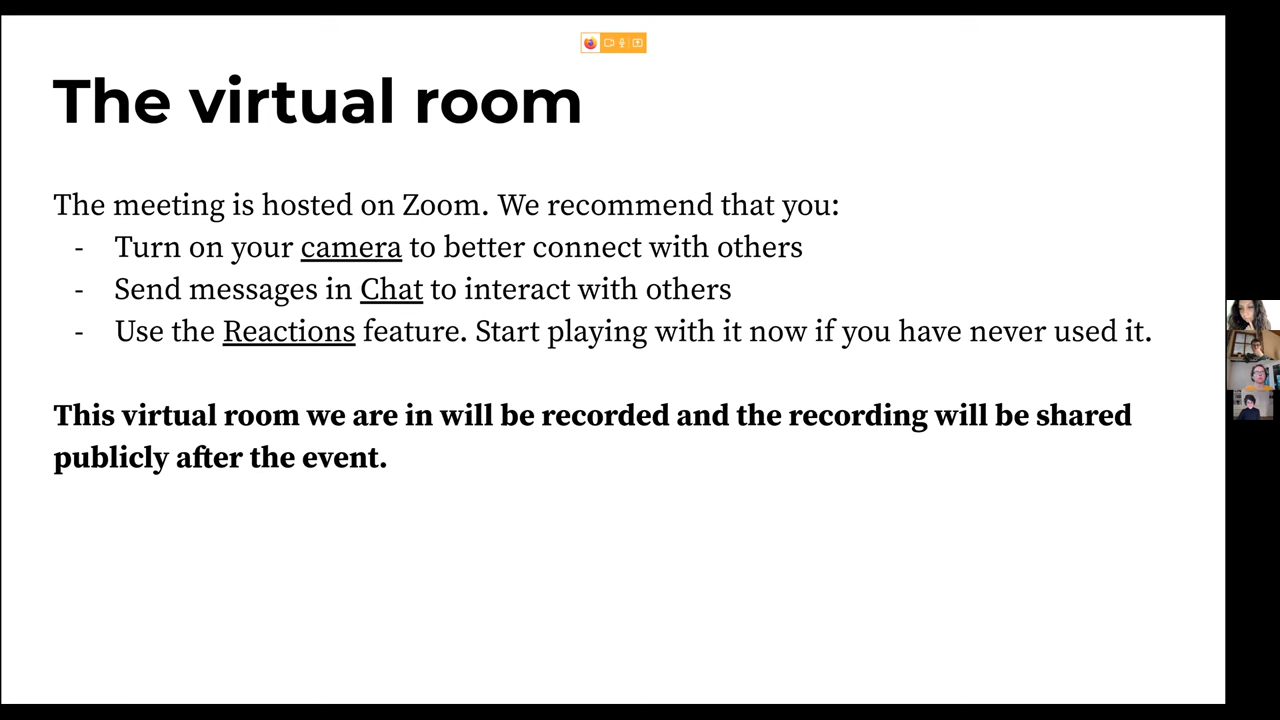 The virtual room
The meeting is hosted on Zoom. We recommend that you:
- Turn on your camera to better connect with others
- Send messages in Chat to interact with others
- Use the Reactions feature. Start playing with it now if you have never used it.
This virtual room we are in will be recorded and the recording will be shared
publicly after the event.